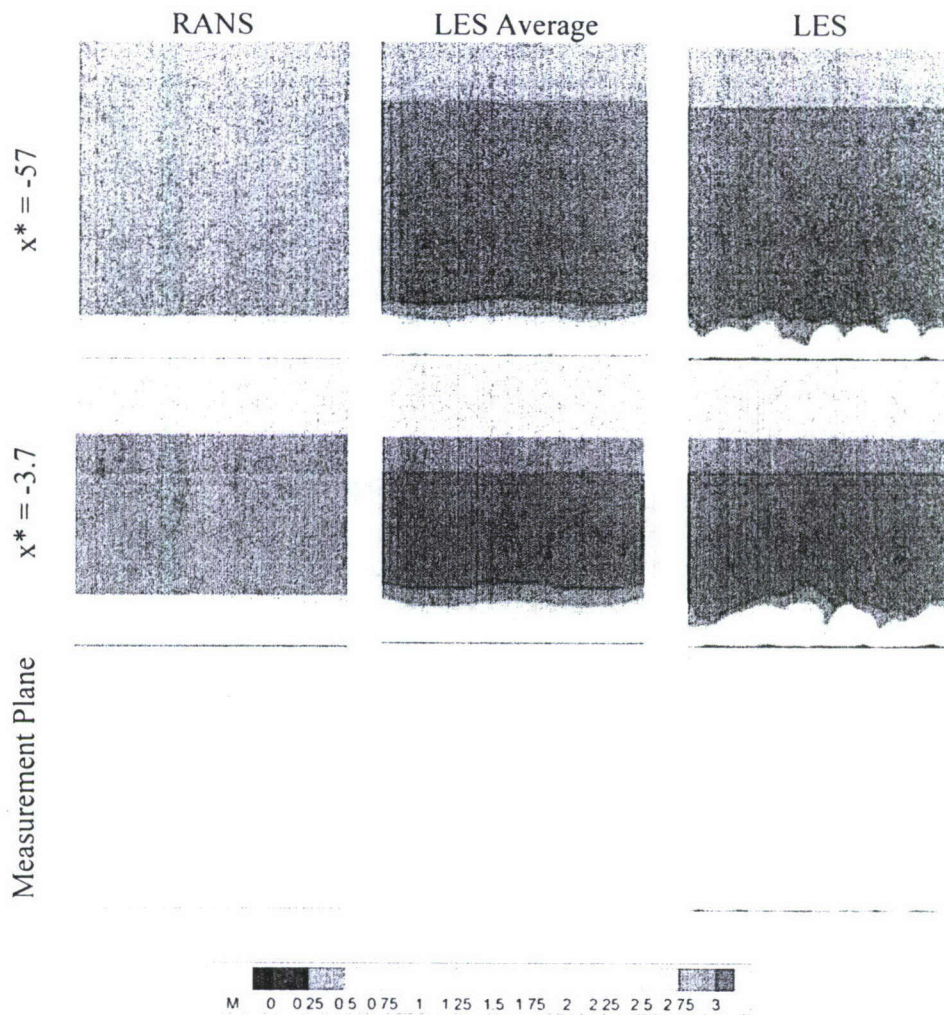 RANS LES Average LES
x* = -57
x* = -3.7
Measurement Plane
M 0 0 25 0 5 0 75 1 1 25 1 5 1 75 2 2 25 2 5 2 75 3